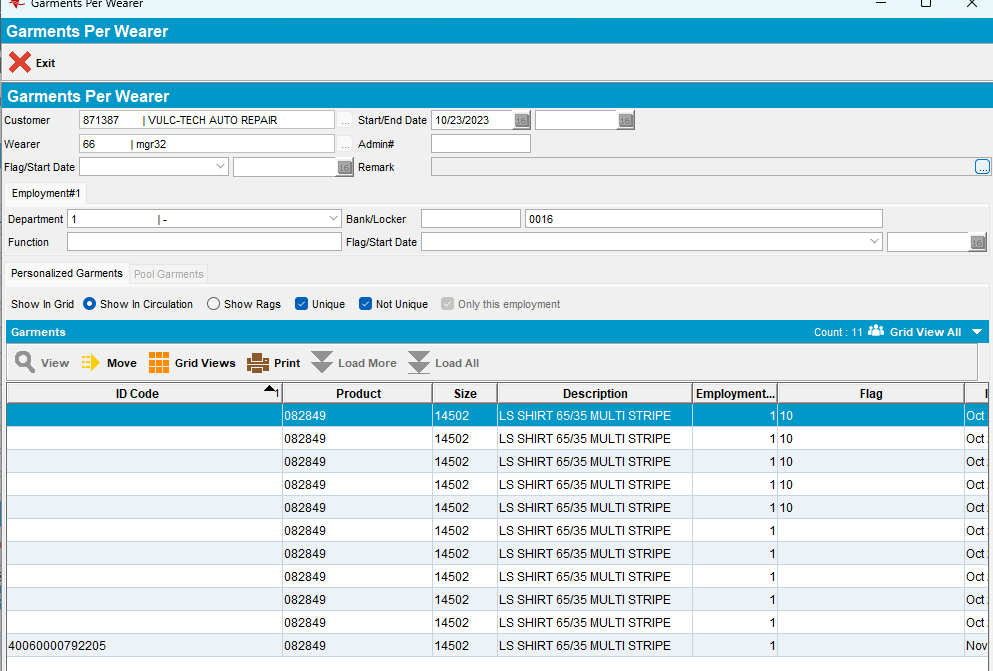 Garments Per Wearer
Garments Per Wearer
Exit
Garments Per Wearer
Customer 871387 | VULC-TECH AUTO REPAIR ... Start/End Date 10/23/2023 16 16
Wearer 66 | mgr32 ... Admin#
Flag/Start Date 16 Remark ...
Employment#1
Department 1 | - Bank/Locker 0016
Function Flag/Start Date 16
Personalized Garments Pool Garments
Show In Grid Show In Circulation Show Rags Unique Not Unique Only this employment
Garments Count : 11 Grid View All
View Move Grid Views Print Load More Load All
ID Code 1 Product Size Description Employment... Flag
082849 14502 LS SHIRT 65/35 MULTI STRIPE 1 10 Oct
082849 14502 LS SHIRT 65/35 MULTI STRIPE 1 10 Oct
082849 14502 LS SHIRT 65/35 MULTI STRIPE 1 10 Oct
082849 14502 LS SHIRT 65/35 MULTI STRIPE 1 10 Oct
082849 14502 LS SHIRT 65/35 MULTI STRIPE 1 10 Oct
082849 14502 LS SHIRT 65/35 MULTI STRIPE 1 Oct
082849 14502 LS SHIRT 65/35 MULTI STRIPE 1 Oct
082849 14502 LS SHIRT 65/35 MULTI STRIPE 1 Oct
082849 14502 LS SHIRT 65/35 MULTI STRIPE 1 Oct
082849 14502 LS SHIRT 65/35 MULTI STRIPE 1 Oct
40060000792205 082849 14502 LS SHIRT 65/35 MULTI STRIPE 1 Nov